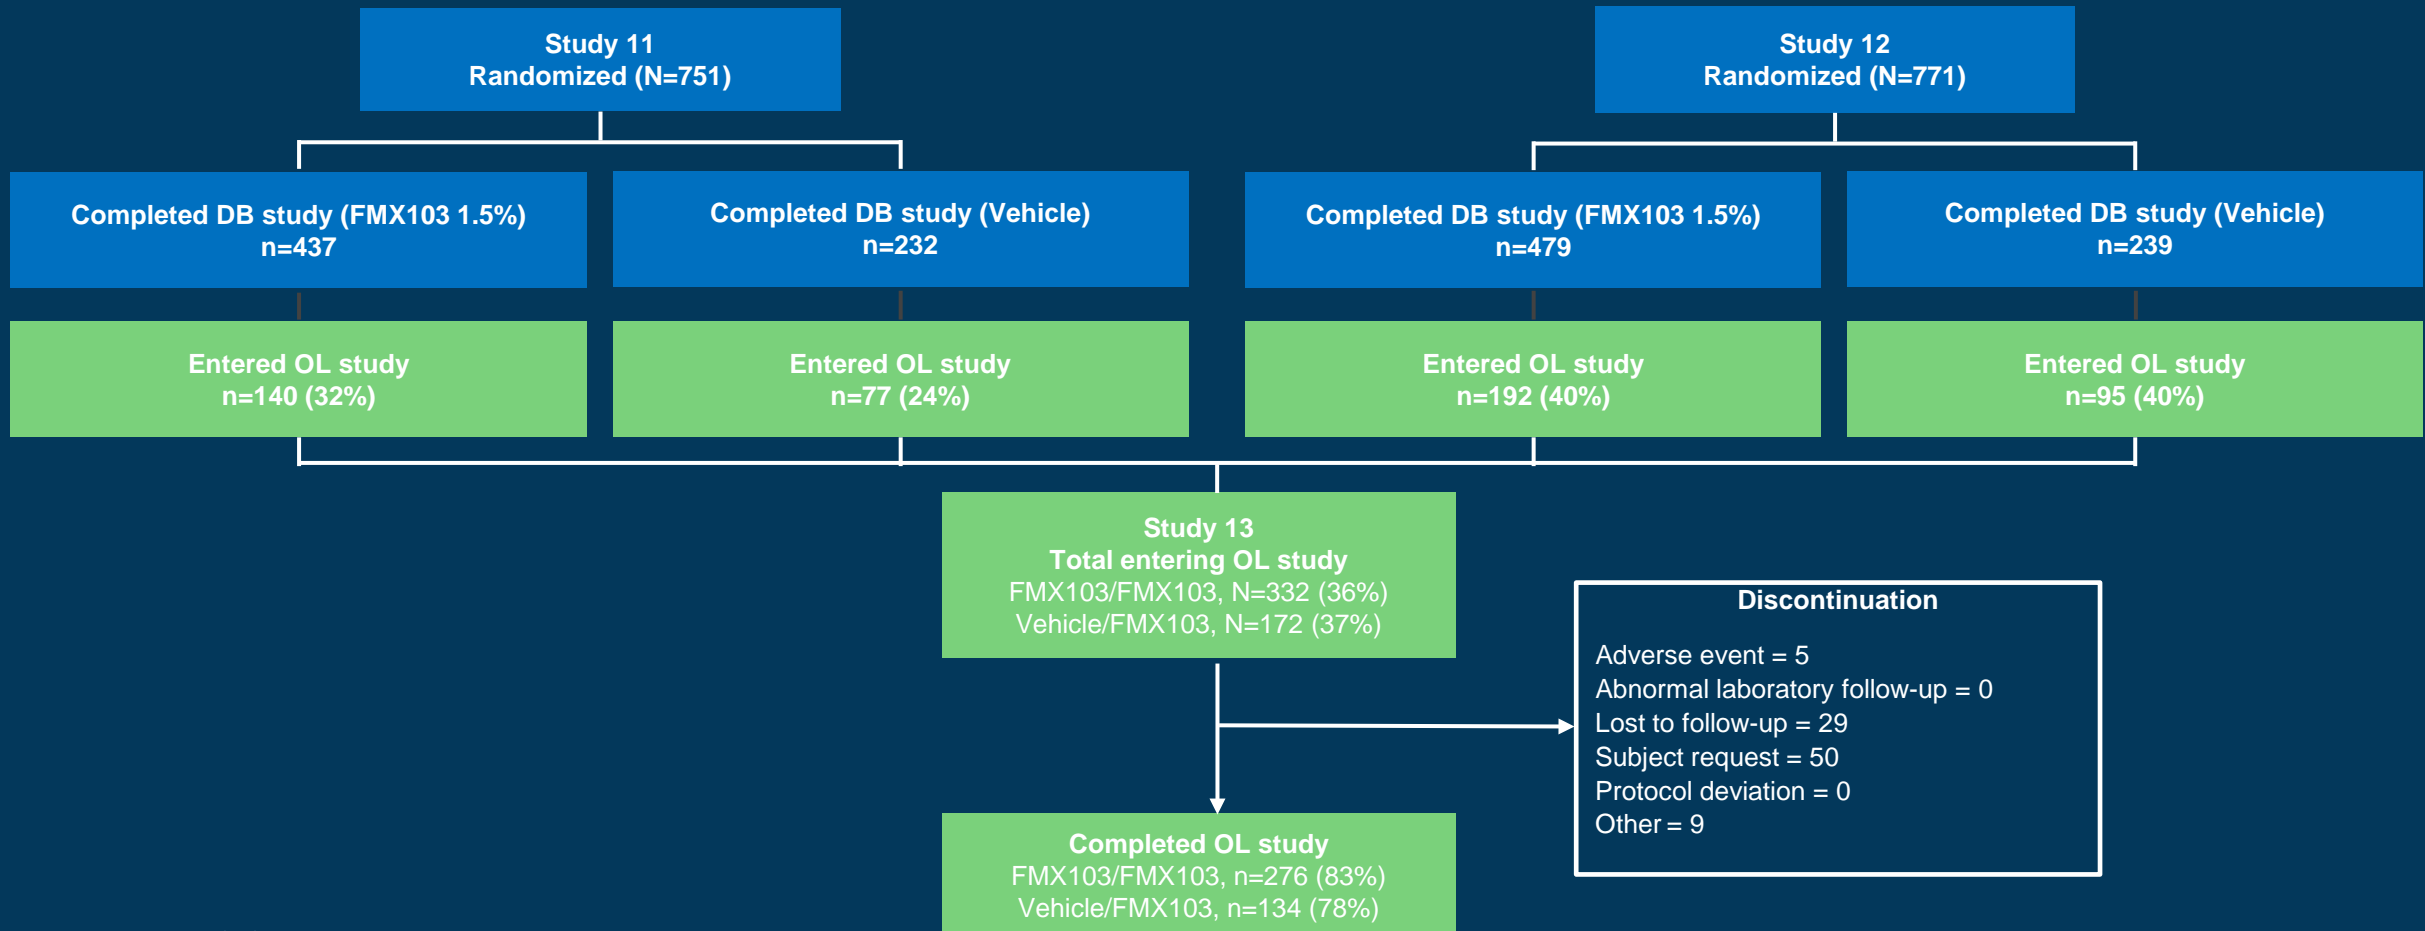 Study 11
Randomized (N=751)
Study 12
Randomized (N=771)
Completed DB study (FMX103 1.5%)
n=437
Completed DB study (Vehicle)
n=232
Completed DB study (FMX103 1.5%)
n=479
Completed DB study (Vehicle)
n=239
Entered OL study
n=140 (32%)
Entered OL study
n=77 (24%)
Entered OL study
n=192 (40%)
Entered OL study
n=95 (40%)
Study 13
Total entering OL study
FMX103/FMX103, N=332 (36%)
Vehicle/FMX103, N=172 (37%)
Discontinuation
Adverse event = 5
Abnormal laboratory follow-up = 0
Lost to follow-up = 29
Subject request = 50
Protocol deviation = 0
Other = 9
Completed OL study
FMX103/FMX103, n=276 (83%)
Vehicle/FMX103, n=134 (78%)